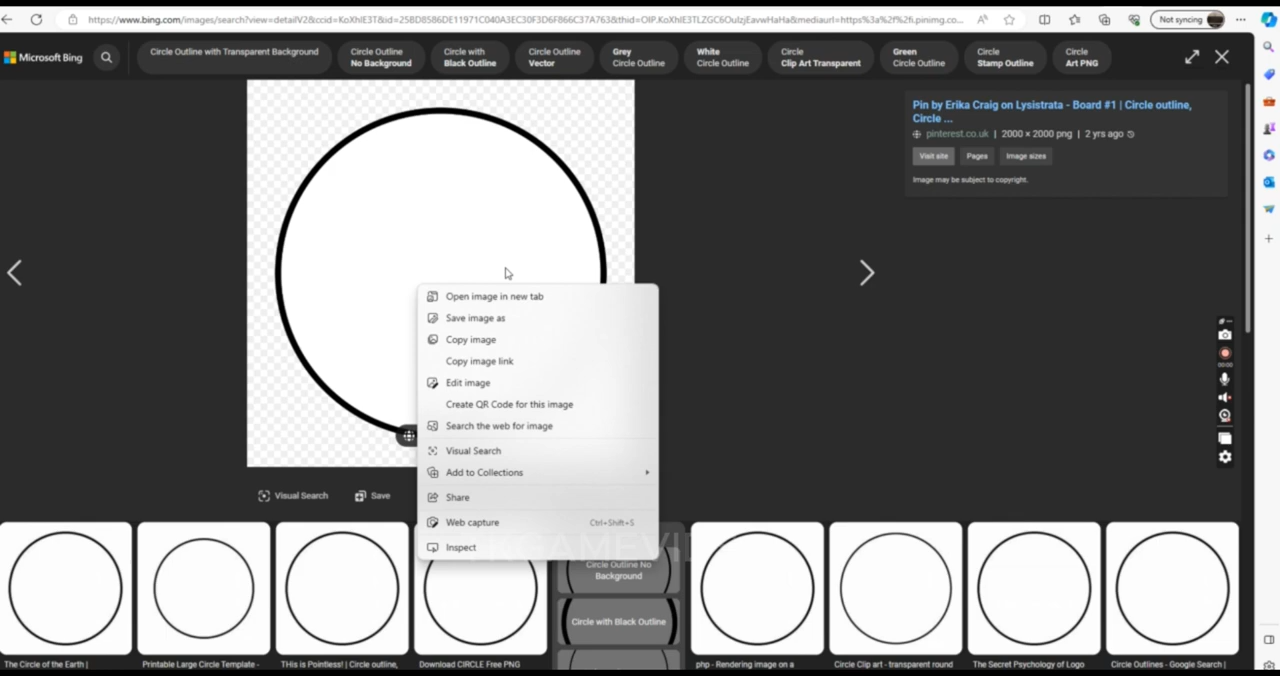 https://www.bing.com/images/search?view=detailV2&ccid=KoXhIE3T&id=25BD8586DE11971C040A3EC30F3D6F866C37A763&thid=OIP.KoXhIE3TLZGC6OulzjEavwHaHa&mediaurl=https%3a%2f%2fi.pinimg.co...
Not syncing
Microsoft Bing
Circle Outline with Transparent Background
Circle Outline
No Background
Circle with
Black Outline
Circle Outline
Vector
Grey
Circle Outline
White
Circle Outline
Circle
Clip Art Transparent
Green
Circle Outline
Circle
Stamp Outline
Circle
Art PNG
Pin by Erika Craig on Lysistrata - Board #1 | Circle outline,
Circle ...
pinterest.co.uk | 2000 × 2000 png | 2 yrs ago
Visit site
Pages
Image sizes
Image may be subject to copyright.
Open image in new tab
Save image as
Copy image
Copy image link
Edit image
Create QR Code for this image
Search the web for image
Visual Search
Add to Collections
Share
Web capture Ctrl+Shift+S
Inspect
00:00
Visual Search
Save
Circle Outline No
Background
Circle with Black Outline
The Circle of the Earth |
Printable Large Circle Template -
THis is Pointless! | Circle outline,
Download CIRCLE Free PNG
php - Rendering image on a
Circle Clip art - transparent round
The Secret Psychology of Logo
Circle Outlines - Google Search |